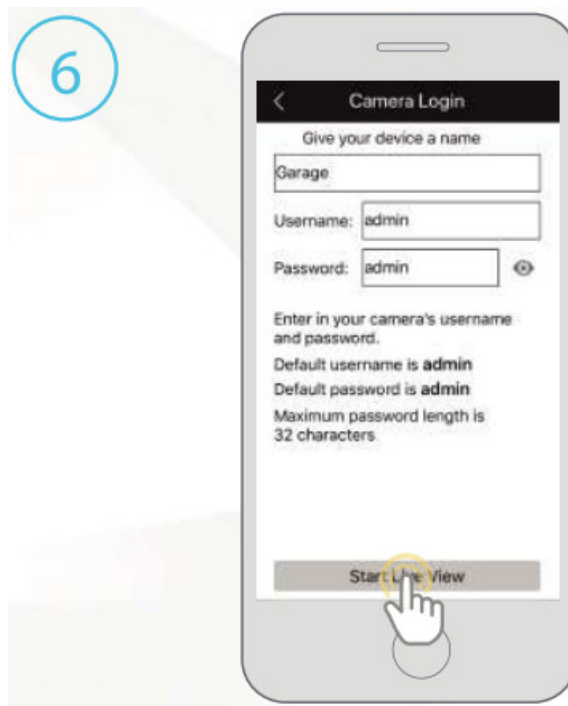 6
Camera Login
Give your device a name
Garage
Username: admin
Password: admin
Enter in your camera's username
and password.
Default username is admin
Default password is admin
Maximum password length is
32 characters
Start Live View